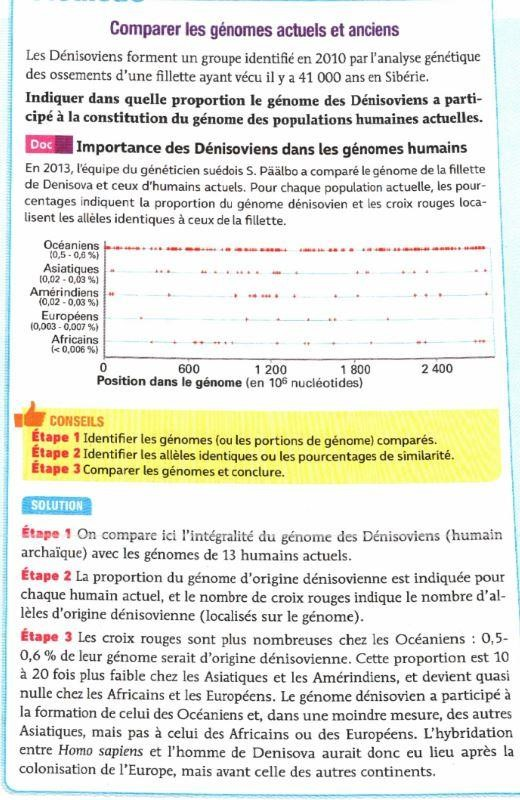 Comparer les génomes actuels et anciens
Les Dénisoviens forment un groupe identifié en 2010 par l'analyse génétique
des ossements d'une fillette ayant vécu il y a 41 000 ans en Sibérie.
Indiquer dans quelle proportion le génome des Dénisoviens a parti-
cipé à la constitution du génome des populations humaines actuelles.
Doc Importance des Dénisoviens dans les génomes humains
En 2013, l'équipe du généticien suédois S. Päälbo a comparé le génome de la fillette
de Denisova et ceux d'humains actuels. Pour chaque population actuelle, les pour-
centages indiquent la proportion du génome dénisovien et les croix rouges loca-
lisent les allèles identiques à ceux de la fillette.
Océaniens
(0,5 - 0,6 %)
Asiatiques
(0,02 - 0,03 %)
Amérindiens
(0,02 - 0,03 %)
Européens
(0,003 - 0,007 %)
Africains
(< 0,006 %)
0 600 1 200 1 800 2 400
Position dans le génome (en 10⁶ nucléotides)
CONSEILS
Étape 1 Identifier les génomes (ou les portions de génome) comparés.
Étape 2 Identifier les allèles identiques ou les pourcentages de similarité.
Étape 3 Comparer les génomes et conclure.
SOLUTION
Étape 1 On compare ici l'intégralité du génome des Dénisoviens (humain
archaïque) avec les génomes de 13 humains actuels.
Étape 2 La proportion du génome d'origine dénisovienne est indiquée pour
chaque humain actuel, et le nombre de croix rouges indique le nombre d'al-
lèles d'origine dénisovienne (localisés sur le génome).
Étape 3 Les croix rouges sont plus nombreuses chez les Océaniens : 0,5-
0,6 % de leur génome serait d'origine dénisovienne. Cette proportion est 10
à 20 fois plus faible chez les Asiatiques et les Amérindiens, et devient quasi
nulle chez les Africains et les Européens. Le génome dénisovien a participé à
la formation de celui des Océaniens et, dans une moindre mesure, des autres
Asiatiques, mais pas à celui des Africains ou des Européens. L'hybridation
entre Homo sapiens et l'homme de Denisova aurait donc eu lieu après la
colonisation de l'Europe, mais avant celle des autres continents.